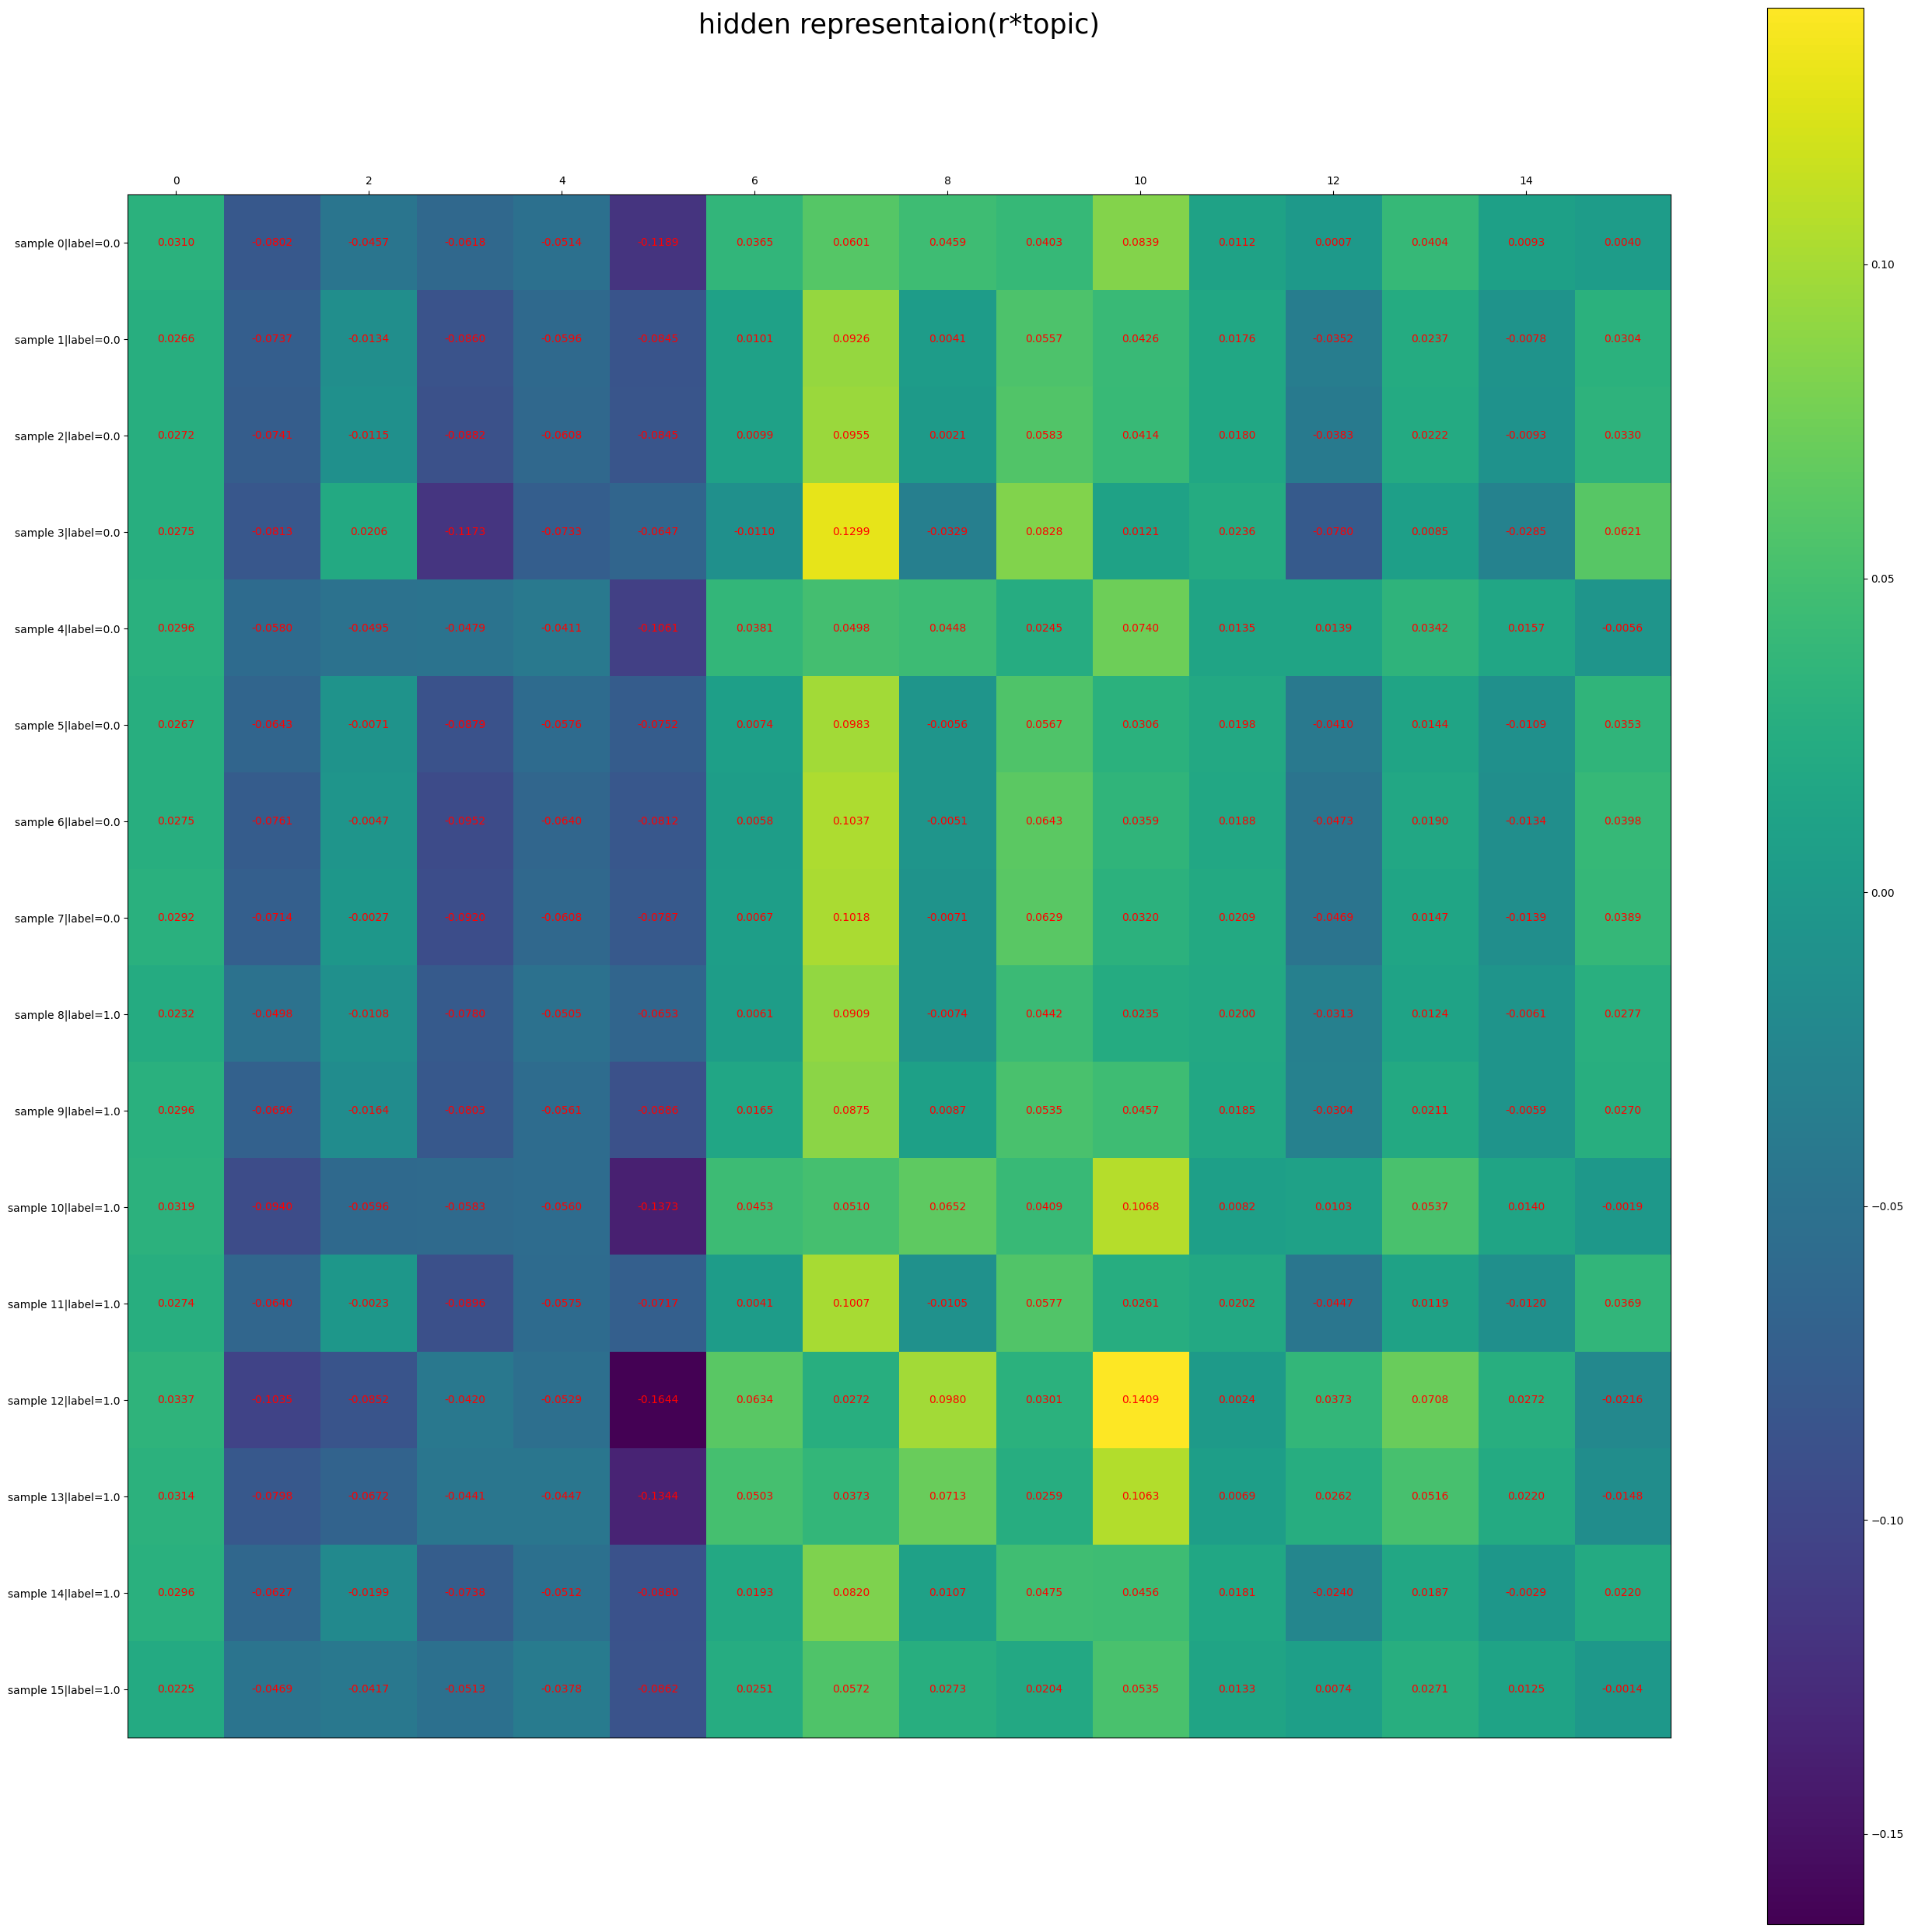 hidden representaion(r*topic)
0 2 4 6 8 10 12 14
sample 0|label=0.0 0.0310 -0.0457 -0.0618 -0.0514 0.0365 0.0601 0.0459 0.0403 0.0839 0.0112 0.0007 0.0404 0.0093 0.0040
sample 1|label=0.0 0.0266 -0.0737 -0.0134 -0.0596 0.0101 0.0926 0.0041 0.0557 0.0426 0.0176 -0.0352 0.0237 -0.0078 0.0304
sample 2|label=0.0 0.0272 -0.0741 -0.0115 -0.0608 0.0099 0.0955 0.0021 0.0583 0.0414 0.0180 -0.0383 0.0222 -0.0093 0.0330
sample 3|label=0.0 0.0275 0.0206 -0.0647 -0.0110 0.1299 -0.0329 0.0828 0.0121 0.0236 0.0085 -0.0285 0.0621
sample 4|label=0.0 0.0296 -0.0495 -0.0479 -0.0411 0.0381 0.0498 0.0448 0.0245 0.0740 0.0135 0.0139 0.0342 0.0157 -0.0056
sample 5|label=0.0 0.0267 -0.0643 -0.0071 -0.0576 0.0074 0.0983 -0.0056 0.0567 0.0306 0.0198 -0.0410 0.0144 -0.0109 0.0353
sample 6|label=0.0 0.0275 -0.0761 -0.0047 -0.0640 0.0058 0.1037 -0.0051 0.0643 0.0359 0.0188 -0.0473 0.0190 -0.0134 0.0398
sample 7|label=0.0 0.0292 -0.0714 -0.0027 -0.0608 0.0067 0.1018 -0.0071 0.0629 0.0320 0.0209 -0.0469 0.0147 -0.0139 0.0389
sample 8|label=1.0 0.0232 -0.0498 -0.0108 -0.0505 -0.0653 0.0061 0.0909 -0.0074 0.0442 0.0235 0.0200 -0.0313 0.0124 -0.0061 0.0277
sample 9|label=1.0 0.0296 -0.0696 -0.0164 -0.0561 0.0165 0.0875 0.0087 0.0535 0.0457 0.0185 -0.0304 0.0211 -0.0059 0.0270
sample 10|label=1.0 0.0319 -0.0596 -0.0583 -0.0560 -0.1373 0.0453 0.0510 0.0652 0.0409 0.1068 0.0082 0.0103 0.0537 0.0140 -0.0019
sample 11|label=1.0 0.0274 -0.0640 -0.0023 -0.0575 -0.0717 0.0041 0.1007 -0.0105 0.0577 0.0261 0.0202 -0.0447 0.0119 -0.0120 0.0369
sample 12|label=1.0 0.0337 -0.0420 -0.0529 -0.1644 0.0634 0.0272 0.0980 0.0301 0.1409 0.0024 0.0373 0.0708 0.0272 -0.0216
sample 13|label=1.0 0.0314 -0.0672 -0.0441 -0.0447 -0.1344 0.0503 0.0373 0.0713 0.0259 0.1063 0.0069 0.0262 0.0516 0.0220 -0.0148
sample 14|label=1.0 0.0296 -0.0627 -0.0199 -0.0512 0.0193 0.0820 0.0107 0.0475 0.0456 0.0181 -0.0240 0.0187 -0.0029 0.0220
sample 15|label=1.0 0.0225 -0.0469 -0.0417 -0.0513 -0.0378 0.0251 0.0572 0.0273 0.0204 0.0535 0.0133 0.0074 0.0271 0.0125 -0.0014
0.10
0.05
0.00
−0.05
−0.10
−0.15